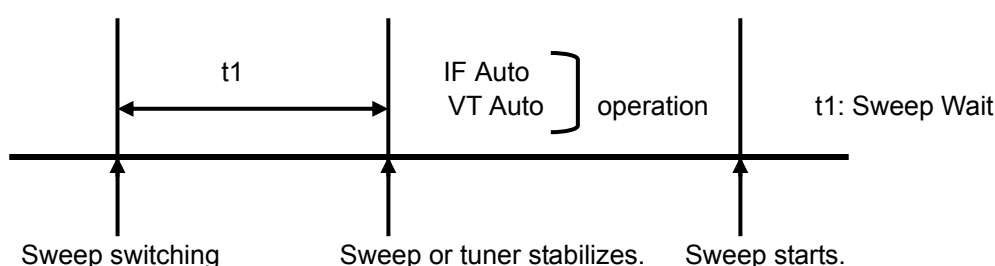 t1
IF Auto
VT Auto
operation
t1: Sweep Wait
Sweep switching
Sweep or tuner stabilizes.
Sweep starts.